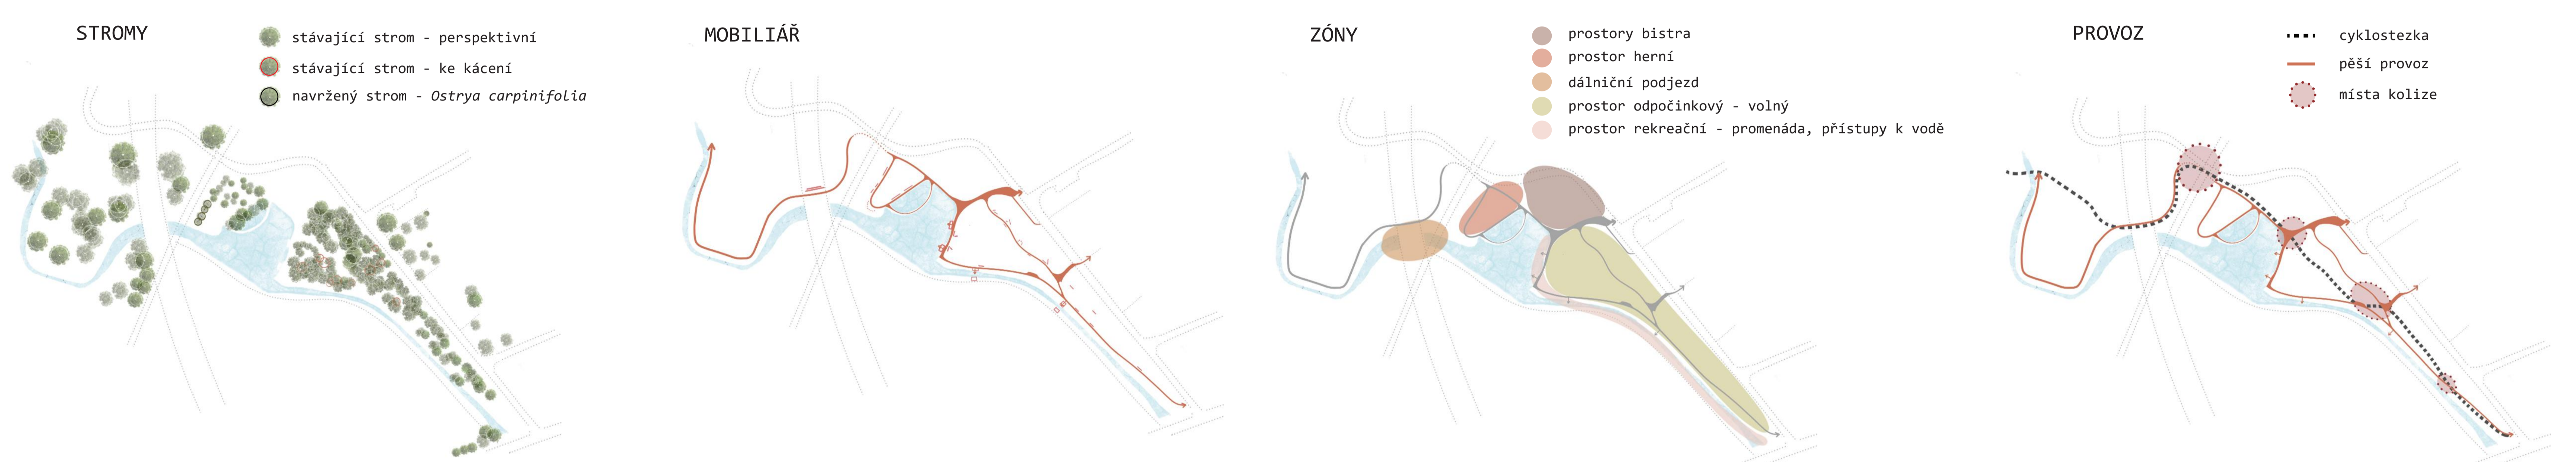 STROMY
stávající strom - perspektivní
stávající strom - ke kácení
navržený strom - Ostrya carpinifolia
MOBILIÁŘ
ZÓNY
prostory bistra
prostor herní
dálniční podjezd
prostor odpočinkový - volný
prostor rekreační - promenáda, přístupy k vodě
PROVOZ
cyklostezka
pěší provoz
místa kolize